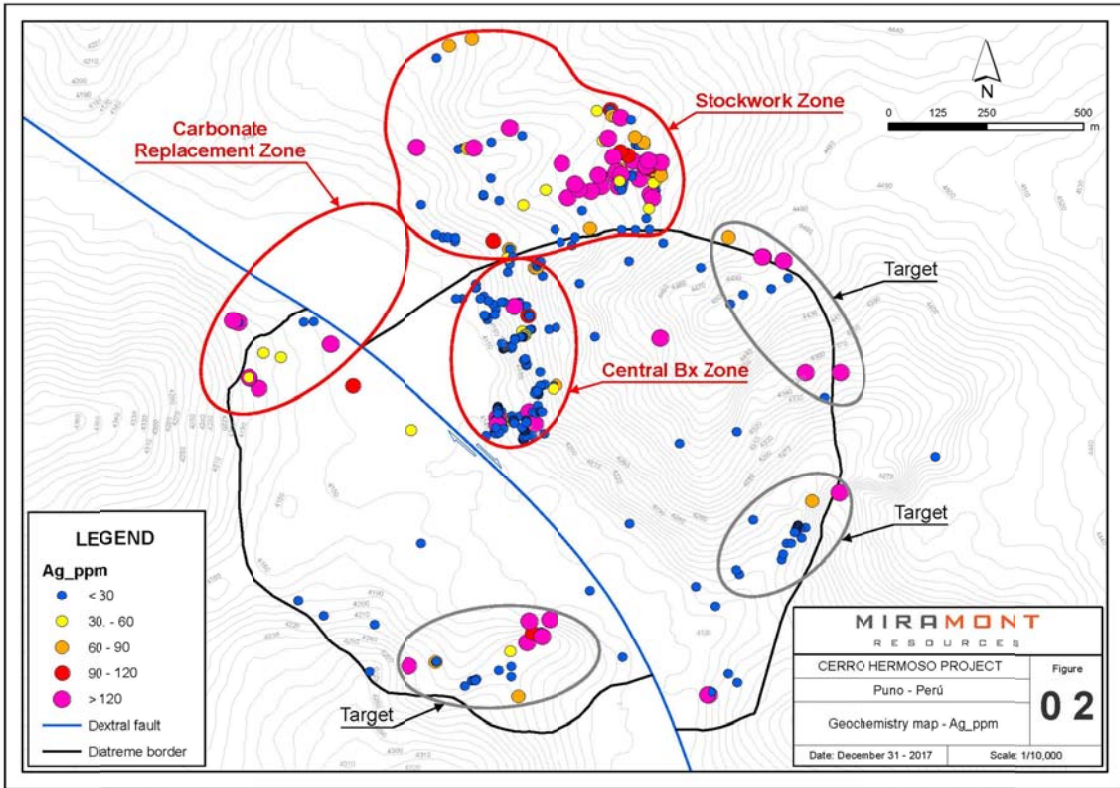 Stockwork Zone
Carbonate
Replacement Zone
N
0 125 250 500
m
Target
Central Bx Zone
Target
Target
LEGEND
Ag_ppm
< 30
30. - 60
60 - 90
90 - 120
> 120
Dextral fault
Datreme border
MIRAMONT
RESOURCES
CERRO HERMOSO PROJECT
Puno - Perú
Geochemistry map - Ag_ppm
Figure
02
Date: December 31 - 2017
Scale: 1/10,000